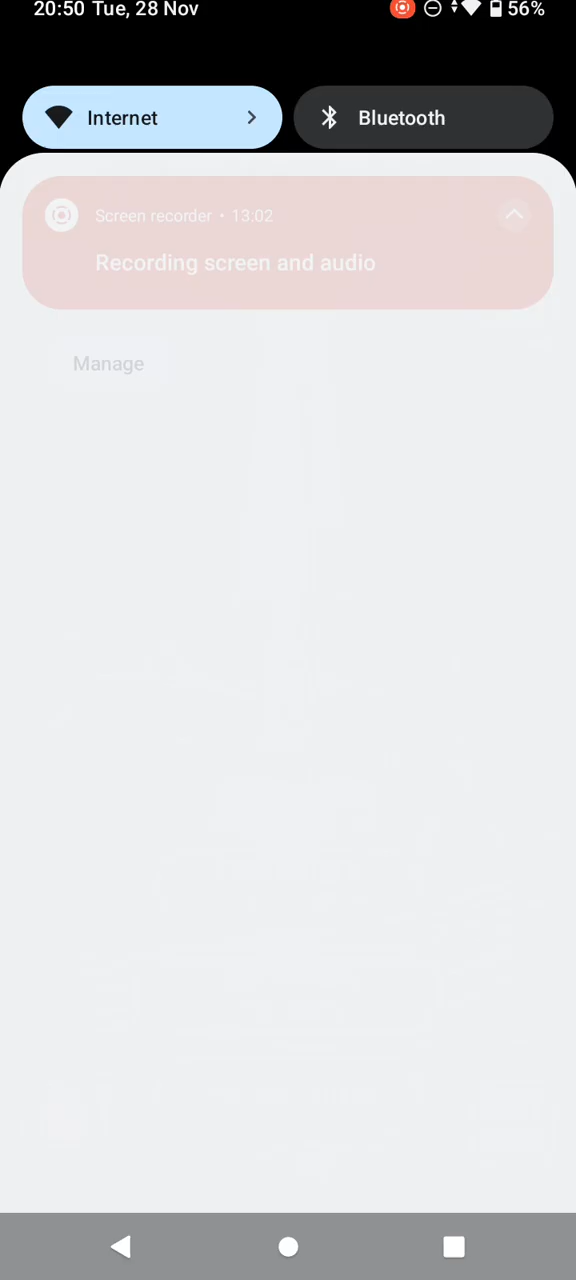 20:50 Tue, 28 Nov 56%
Internet Bluetooth
Screen recorder • 13:02
Recording screen and audio
Manage